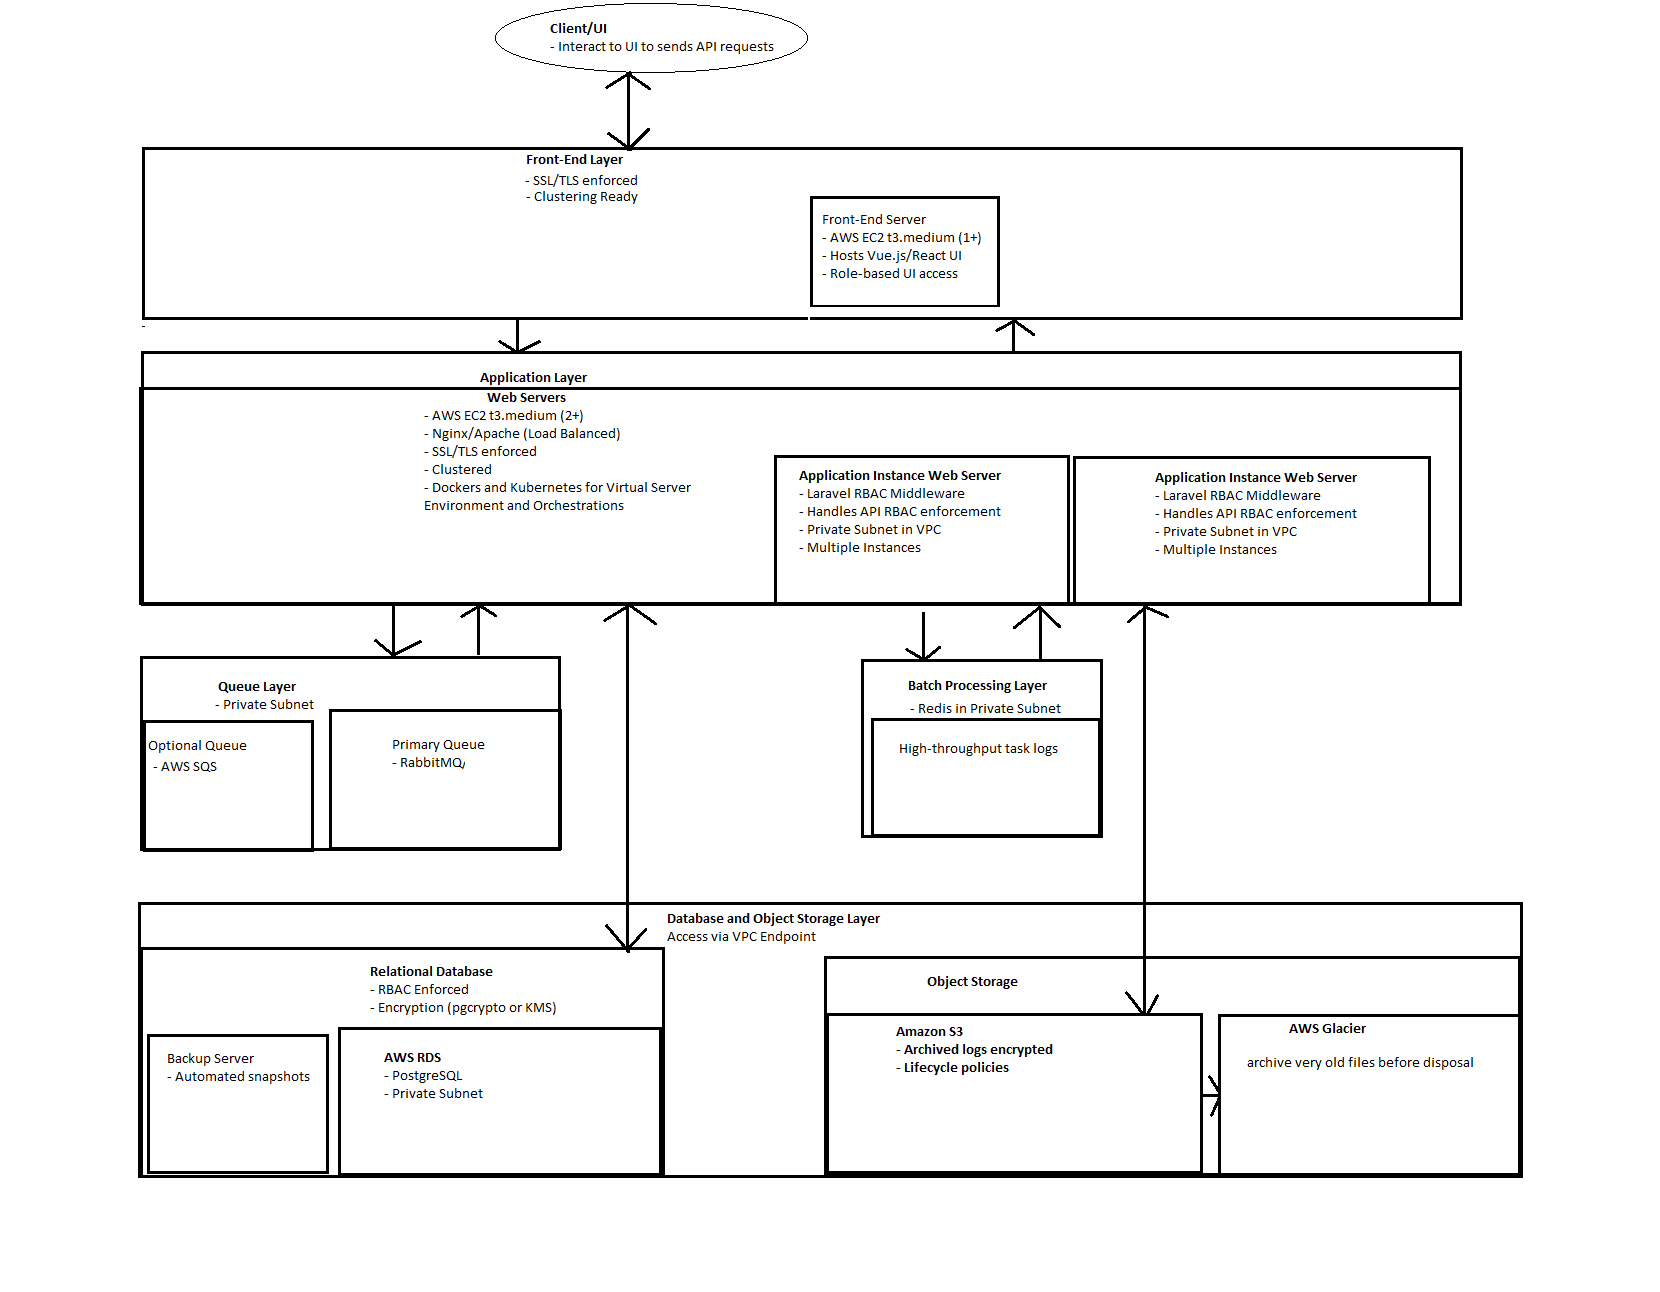 Client/UI
- Interact to UI to sends API requests
Front-End Layer
- SSL/TLS enforced
- Clustering Ready
Front-End Server
- AWS EC2 t3.medium (1+)
- Hosts Vue.js/React UI
- Role-based UI access
-
Application Layer
Web Servers
- AWS EC2 t3.medium (2+)
- Nginx/Apache (Load Balanced)
- SSL/TLS enforced
- Clustered
- Dockers and Kubernetes for Virtual Server
Environment and Orchestrations
Application Instance Web Server
- Laravel RBAC Middleware
- Handles API RBAC enforcement
- Private Subnet in VPC
- Multiple Instances
Application Instance Web Server
- Laravel RBAC Middleware
- Handles API RBAC enforcement
- Private Subnet in VPC
- Multiple Instances
Queue Layer
- Private Subnet
Optional Queue
- AWS SQS
Primary Queue
- RabbitMQ/
Batch Processing Layer
- Redis in Private Subnet
High-throughput task logs
Database and Object Storage Layer
Access via VPC Endpoint
Relational Database
- RBAC Enforced
- Encryption (pgcrypto or KMS)
Backup Server
- Automated snapshots
AWS RDS
- PostgreSQL
- Private Subnet
Object Storage
Amazon S3
- Archived logs encrypted
- Lifecycle policies
AWS Glacier
archive very old files before disposal